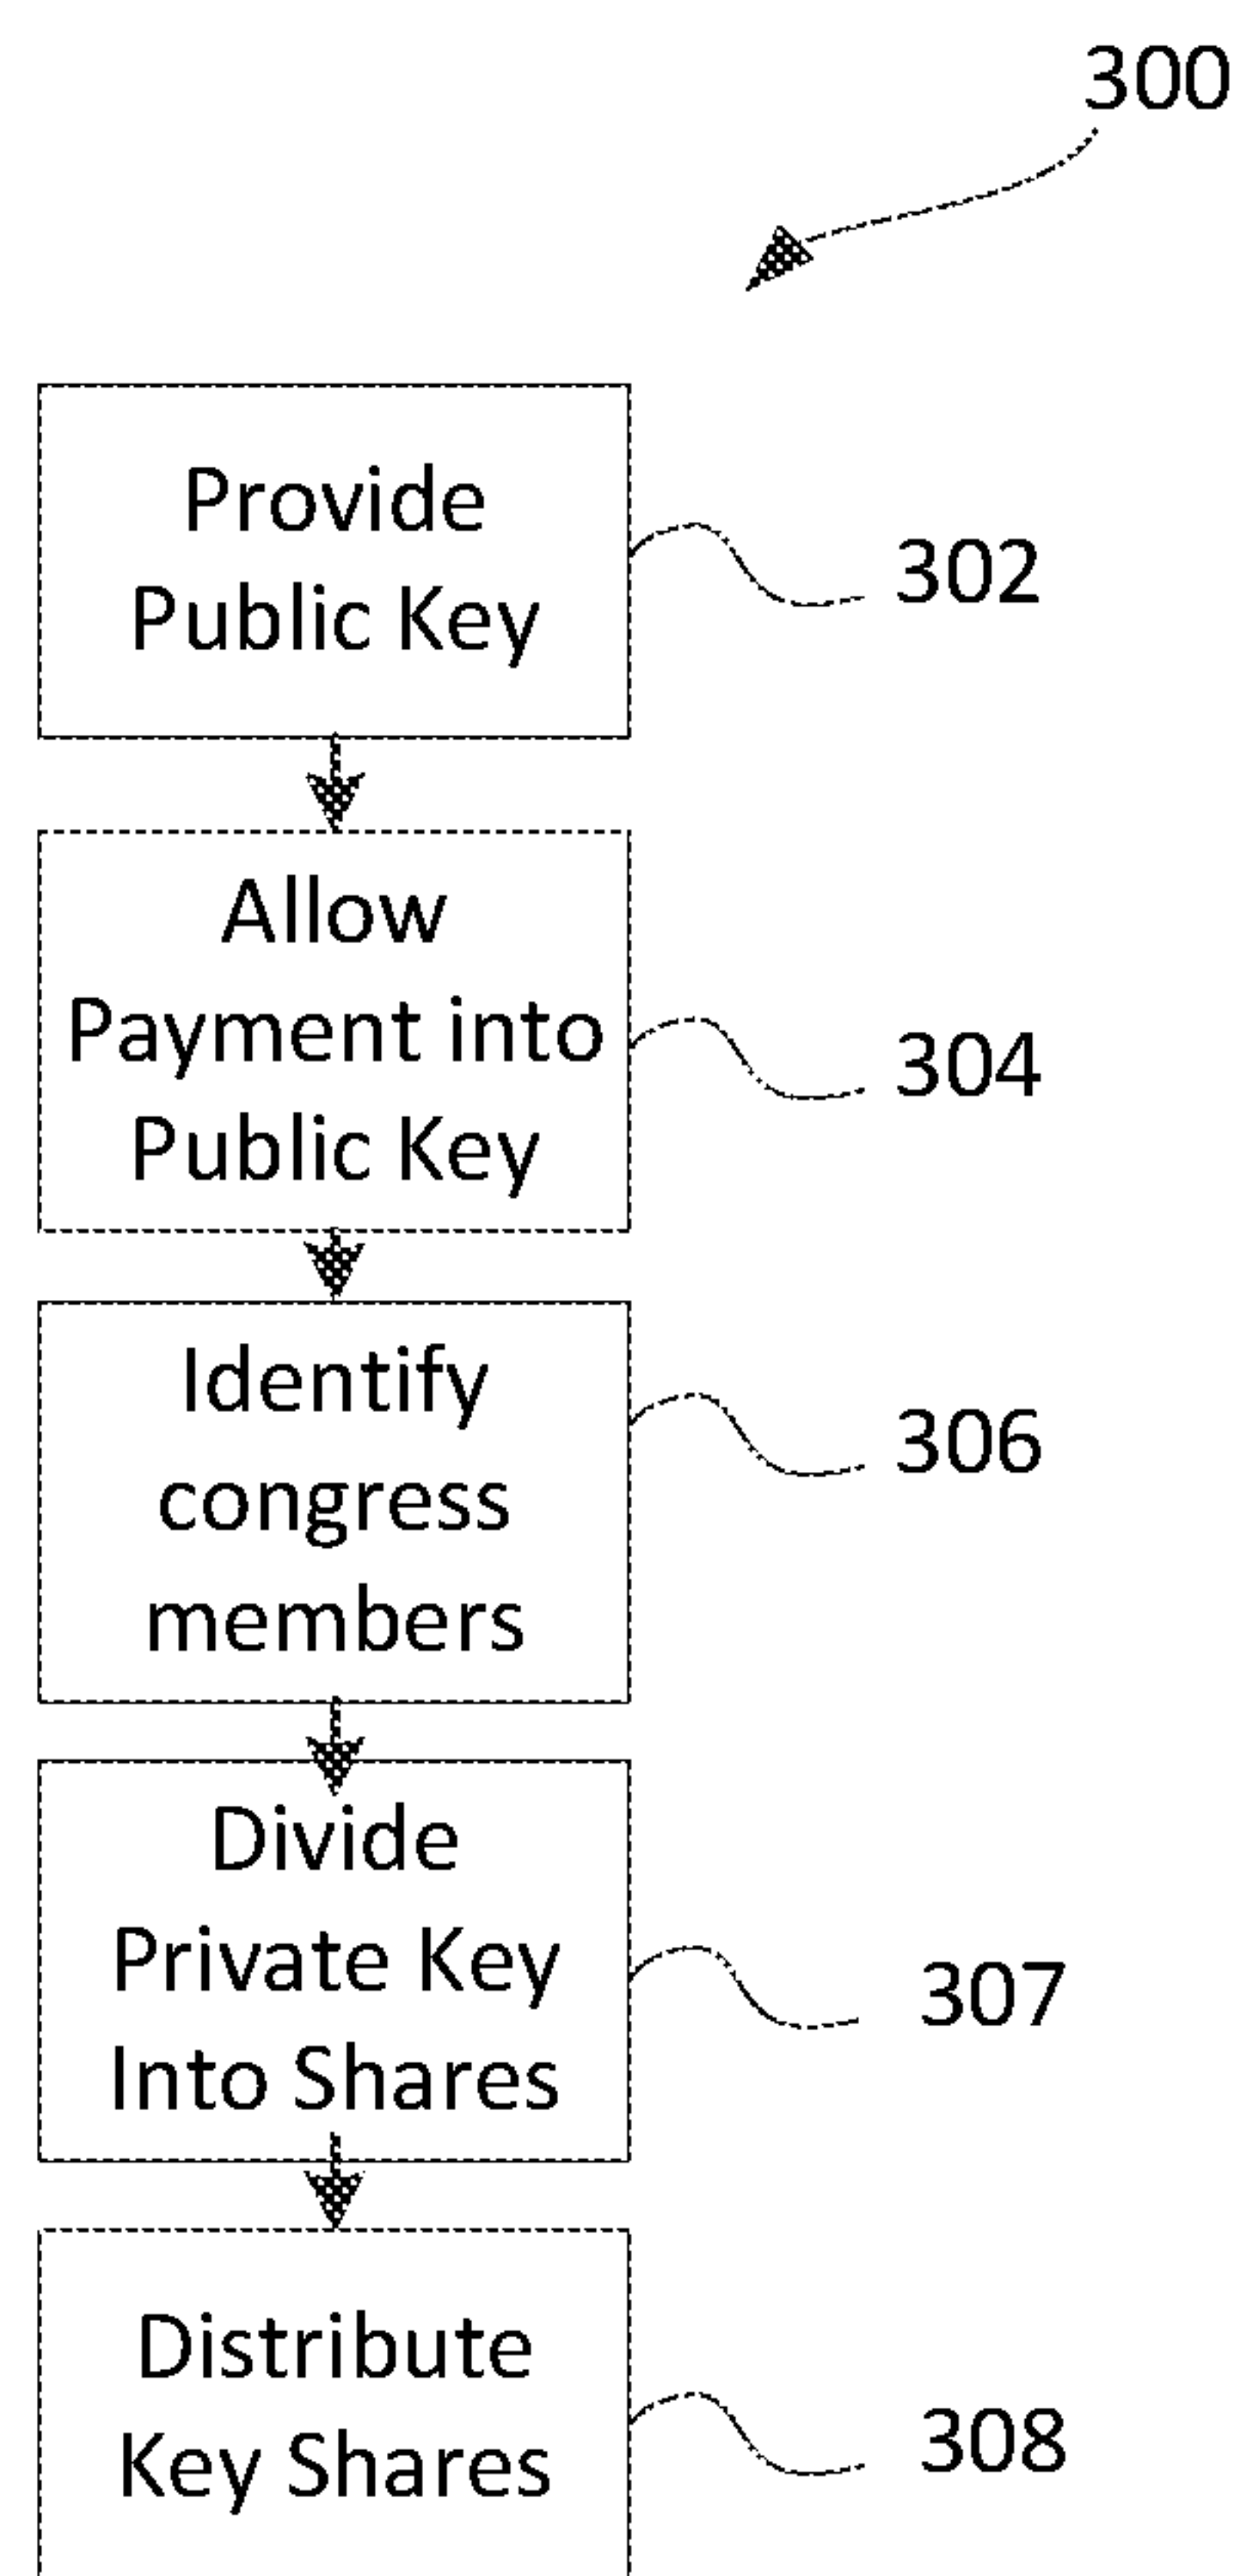 300
Provide
Public Key
302
Allow
Payment into
Public Key
304
Identify
congress
members
306
Divide
Private Key
Into Shares
307
Distribute
Key Shares
308